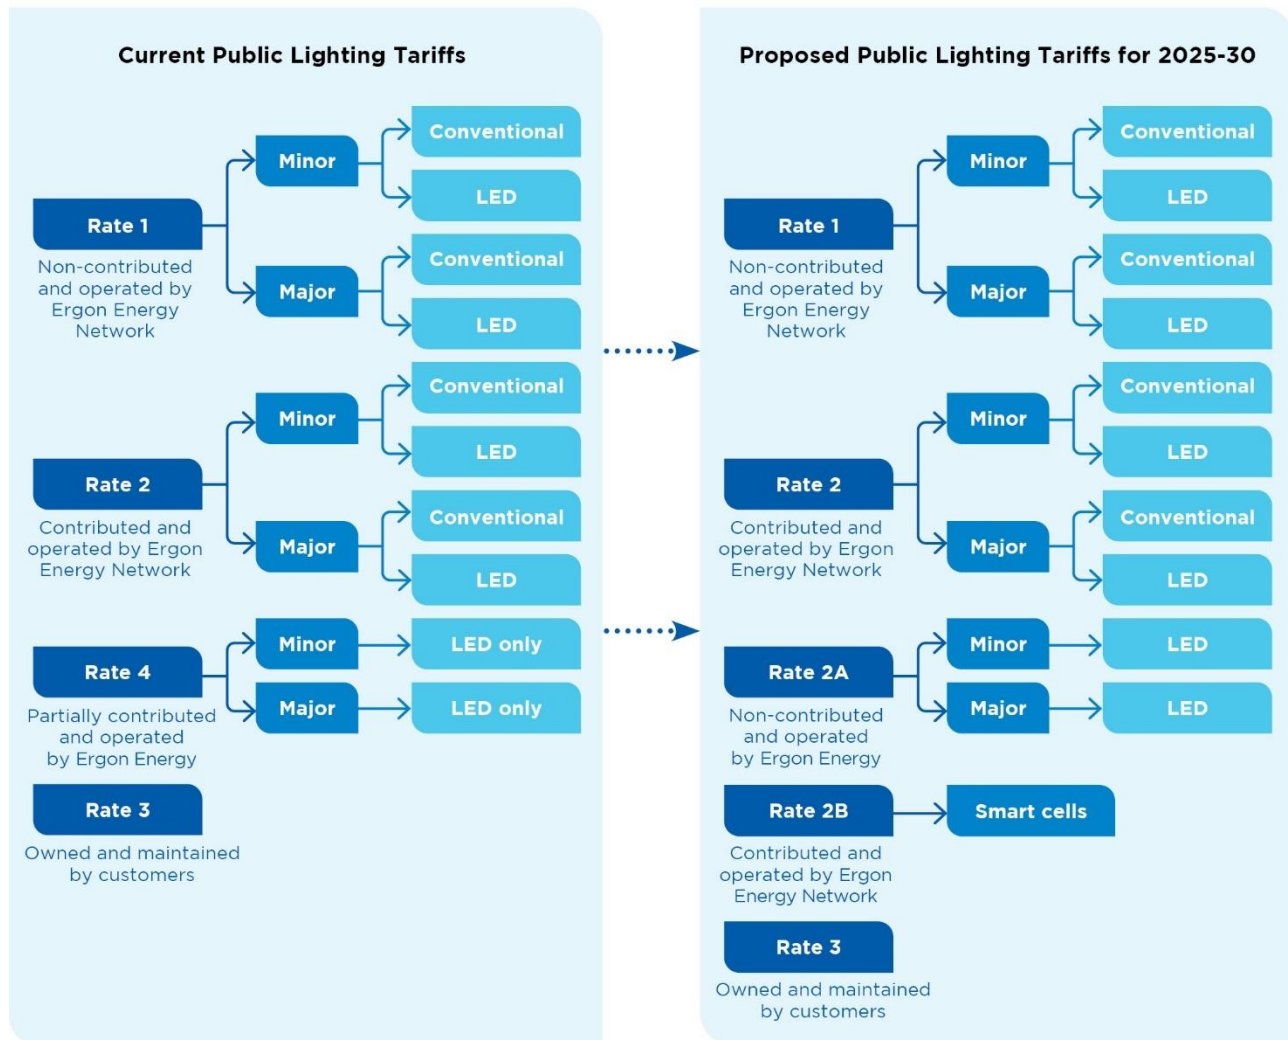 Current Public Lighting Tariffs
Rate 1
Non-contributed
and operated by
Ergon Energy
Network
Minor
Conventional
LED
Major
Conventional
LED
Rate 2
Contributed and
operated by Ergon
Energy Network
Minor
Conventional
LED
Major
Conventional
LED
Rate 4
Partially contributed
and operated
by Ergon Energy
Minor
LED only
Major
LED only
Rate 3
Owned and maintained
by customers
Proposed Public Lighting Tariffs for 2025-30
Rate 1
Non-contributed
and operated by
Ergon Energy
Network
Minor
Conventional
LED
Major
Conventional
LED
Rate 2
Contributed and
operated by Ergon
Energy Network
Minor
Conventional
LED
Major
Conventional
LED
Rate 2A
Non-contributed
and operated
by Ergon Energy
Minor
LED
Major
LED
Rate 2B
Contributed and
operated by Ergon
Energy Network
Smart cells
Rate 3
Owned and maintained
by customers